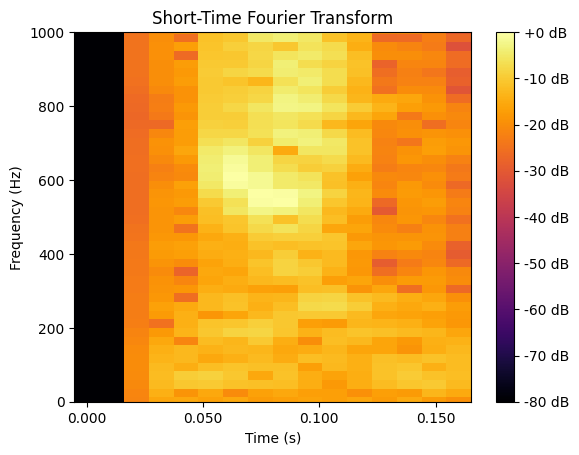 Short-Time Fourier Transform
1000
800
600
400
200
0
Frequency (Hz)
0.000
0.050
0.100
0.150
Time (s)
+0 dB
-10 dB
-20 dB
-30 dB
-40 dB
-50 dB
-60 dB
-70 dB
-80 dB